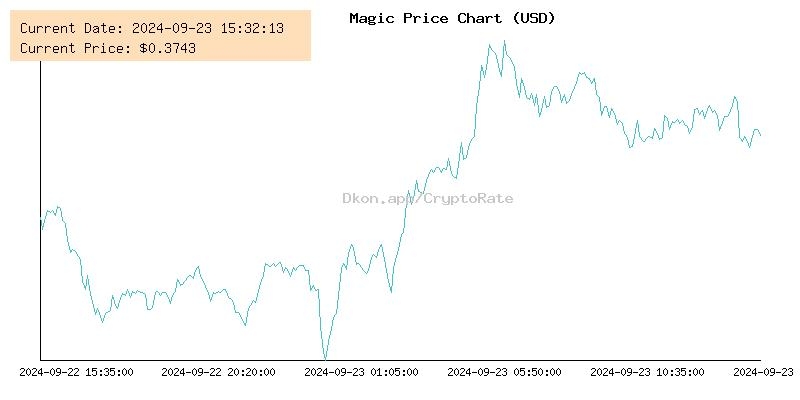 Magic Price Chart (USD)
Current Date: 2024-09-23 15:32:13
Current Price: $0.3743
Dkon.app/CryptoRate
2024-09-22 15:35:00 2024-09-22 20:20:00 2024-09-23 01:05:00 2024-09-23 05:50:00 2024-09-23 10:35:00 2024-09-23